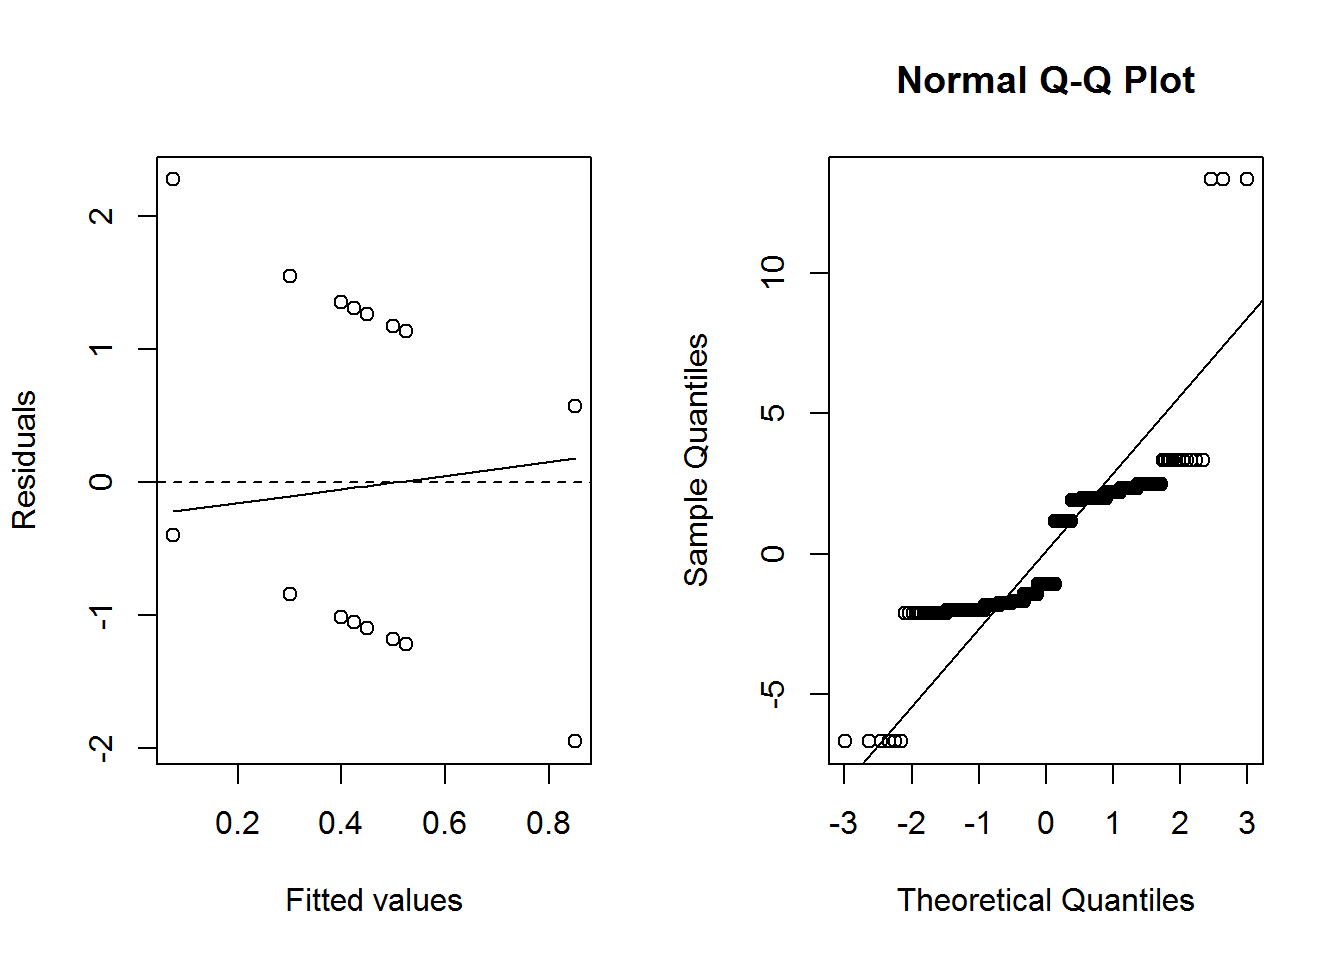 Residuals
2
1
0
-1
-2
0.2 0.4 0.6 0.8
Fitted values
Normal Q-Q Plot
Sample Quantiles
10
5
0
-5
-3 -2 -1 0 1 2 3
Theoretical Quantiles